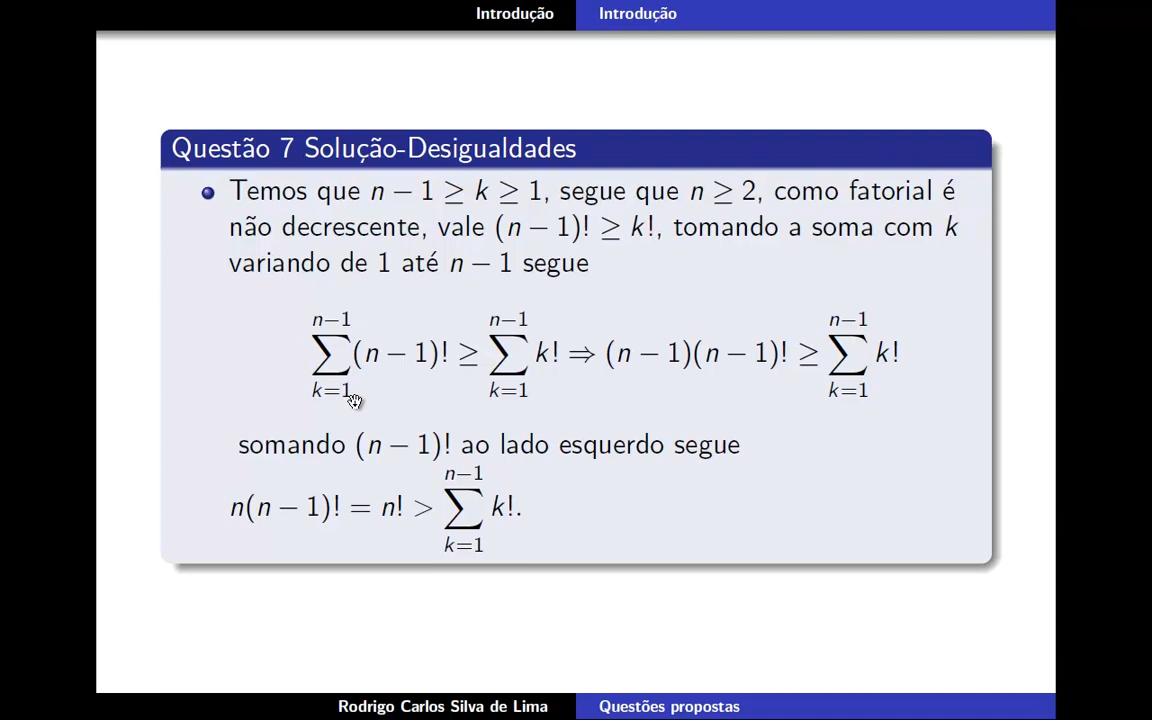 Introdução Introdução
Questão 7 Solução-Desigualdades
Temos que n − 1 ≥ k ≥ 1, segue que n ≥ 2, como fatorial é
não decrescente, vale (n − 1)! ≥ k!, tomando a soma com k
variando de 1 até n − 1 segue
∑_{k=1}^{n−1} (n − 1)! ≥ ∑_{k=1}^{n−1} k! ⇒ (n − 1)(n − 1)! ≥ ∑_{k=1}^{n−1} k!
somando (n − 1)! ao lado esquerdo segue
n(n − 1)! = n! > ∑_{k=1}^{n−1} k!.
Rodrigo Carlos Silva de Lima Questões propostas